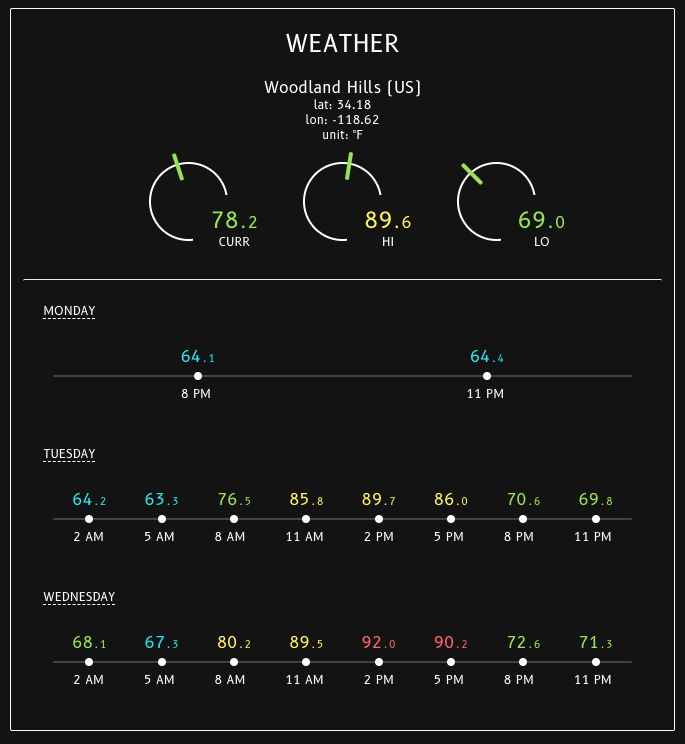 WEATHER
Woodland Hills [US]
lat: 34.18
lon: -118.62
unit: °F
78.2 89.6 69.0
CURR HI LO
MONDAY
64.1 64.4
8 PM 11 PM
TUESDAY
64.2 63.3 76.5 85.8 89.7 86.0 70.6 69.8
2 AM 5 AM 8 AM 11 AM 2 PM 5 PM 8 PM 11 PM
WEDNESDAY
68.1 67.3 80.2 89.5 92.0 90.2 72.6 71.3
2 AM 5 AM 8 AM 11 AM 2 PM 5 PM 8 PM 11 PM